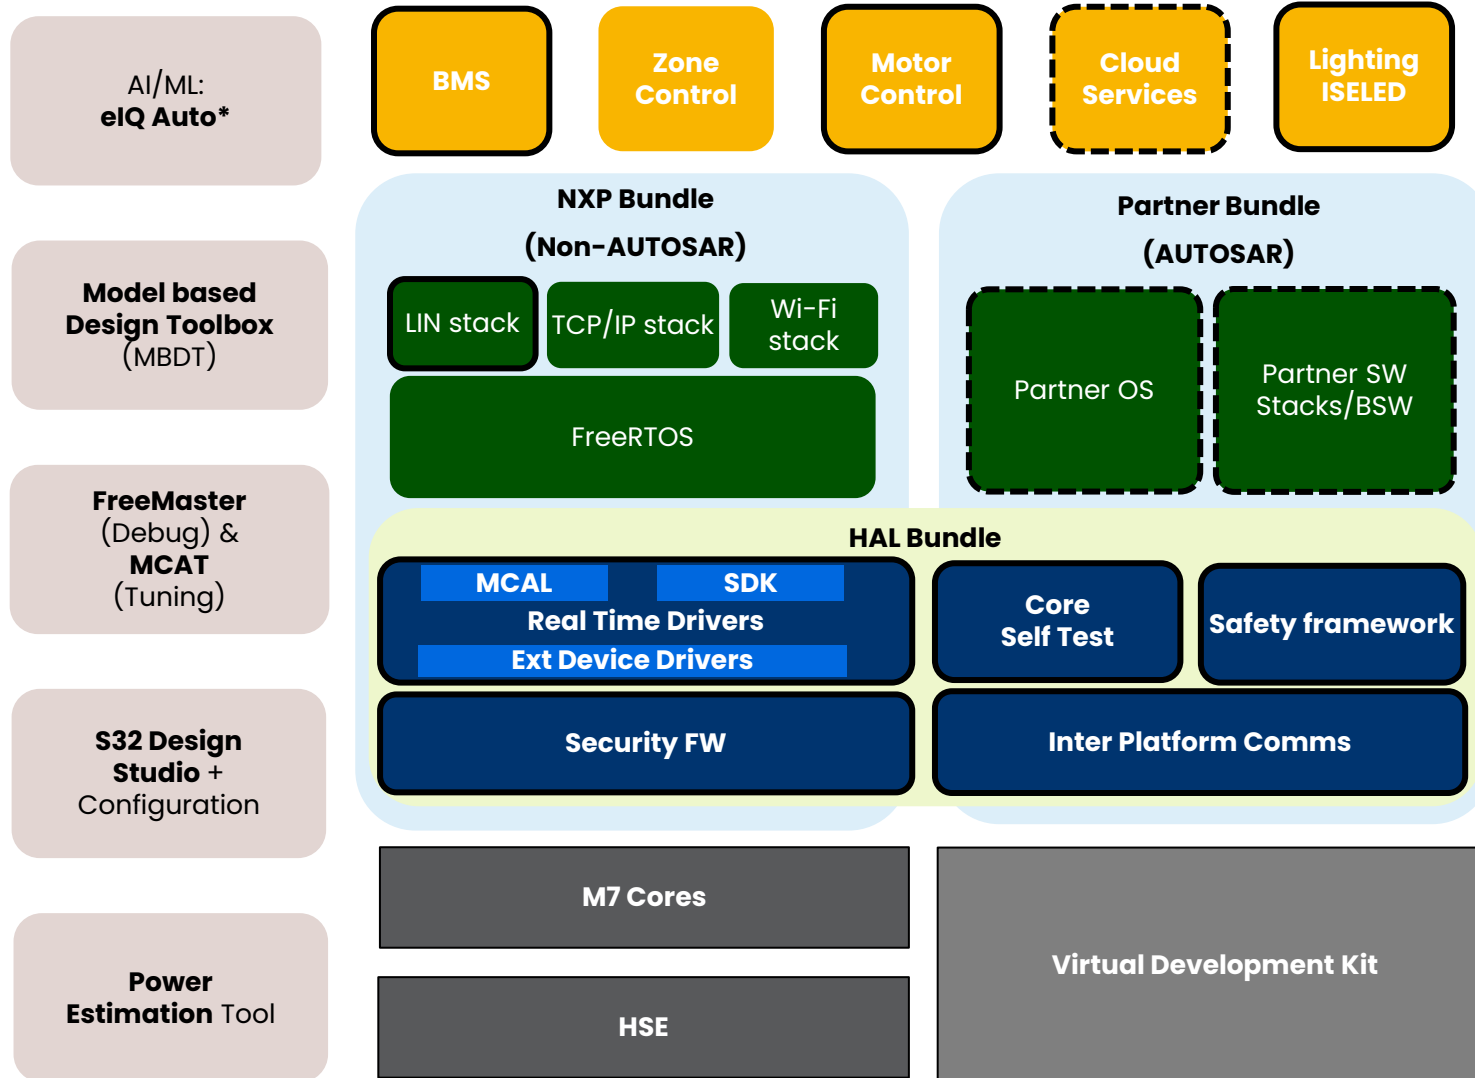 AI/ML:
eIQ Auto*
Model based
Design Toolbox
(MBDT)
FreeMaster
(Debug) &
MCAT
(Tuning)
S32 Design
Studio +
Configuration
Power
Estimation Tool
BMS
Zone
Control
Motor
Control
Cloud
Services
Lighting
ISELED
NXP Bundle
(Non-AUTOSAR)
LIN stack
TCP/IP stack
Wi-Fi
stack
FreeRTOS
Partner Bundle
(AUTOSAR)
Partner OS
Partner SW
Stacks/BSW
HAL Bundle
MCAL
SDK
Real Time Drivers
Ext Device Drivers
Core
Self Test
Safety framework
Security FW
Inter Platform Comms
M7 Cores
HSE
Virtual Development Kit